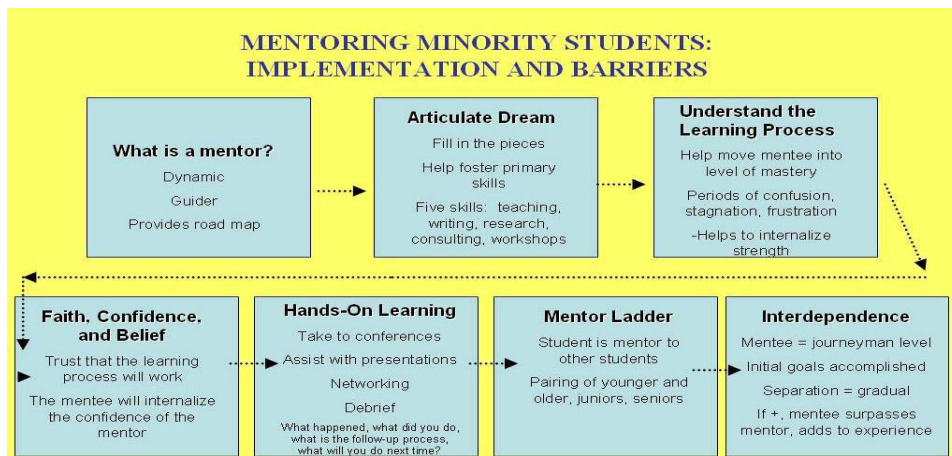 MENTORING MINORITY STUDENTS:
IMPLEMENTATION AND BARRIERS
What is a mentor?
Dynamic
Guider
Provides road map
Articulate Dream
Fill in the pieces
Help foster primary
skills
Five skills: teaching,
writing, research,
consulting, workshops
Understand the
Learning Process
Help move mentee into
level of mastery
Periods of confusion,
stagnation, frustration
-Helps to internalize
strength
Faith, Confidence,
and Belief
Trust that the learning
process will work
The mentee will internalize
the confidence of the
mentor
Hands-On Learning
Take to conferences
Assist with presentations
Networking
Debrief
What happened, what did you do,
what is the follow-up process,
what will you do next time?
Mentor Ladder
Student is mentor to
other students
Pairing of younger and
older, juniors, seniors
Interdependence
Mentee = journeyman level
Initial goals accomplished
Separation = gradual
If +, mentee surpasses
mentor, adds to experience